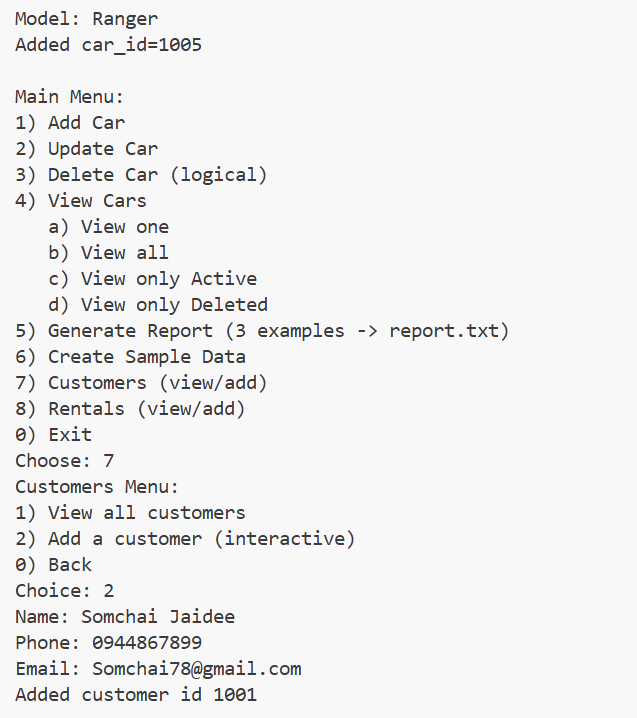 Model: Ranger
Added car_id=1005

Main Menu:
1) Add Car
2) Update Car
3) Delete Car (logical)
4) View Cars
   a) View one
   b) View all
   c) View only Active
   d) View only Deleted
5) Generate Report (3 examples -> report.txt)
6) Create Sample Data
7) Customers (view/add)
8) Rentals (view/add)
0) Exit
Choose: 7
Customers Menu:
1) View all customers
2) Add a customer (interactive)
0) Back
Choice: 2
Name: Somchai Jaidee
Phone: 0944867899
Email: Somchai78@gmail.com
Added customer id 1001